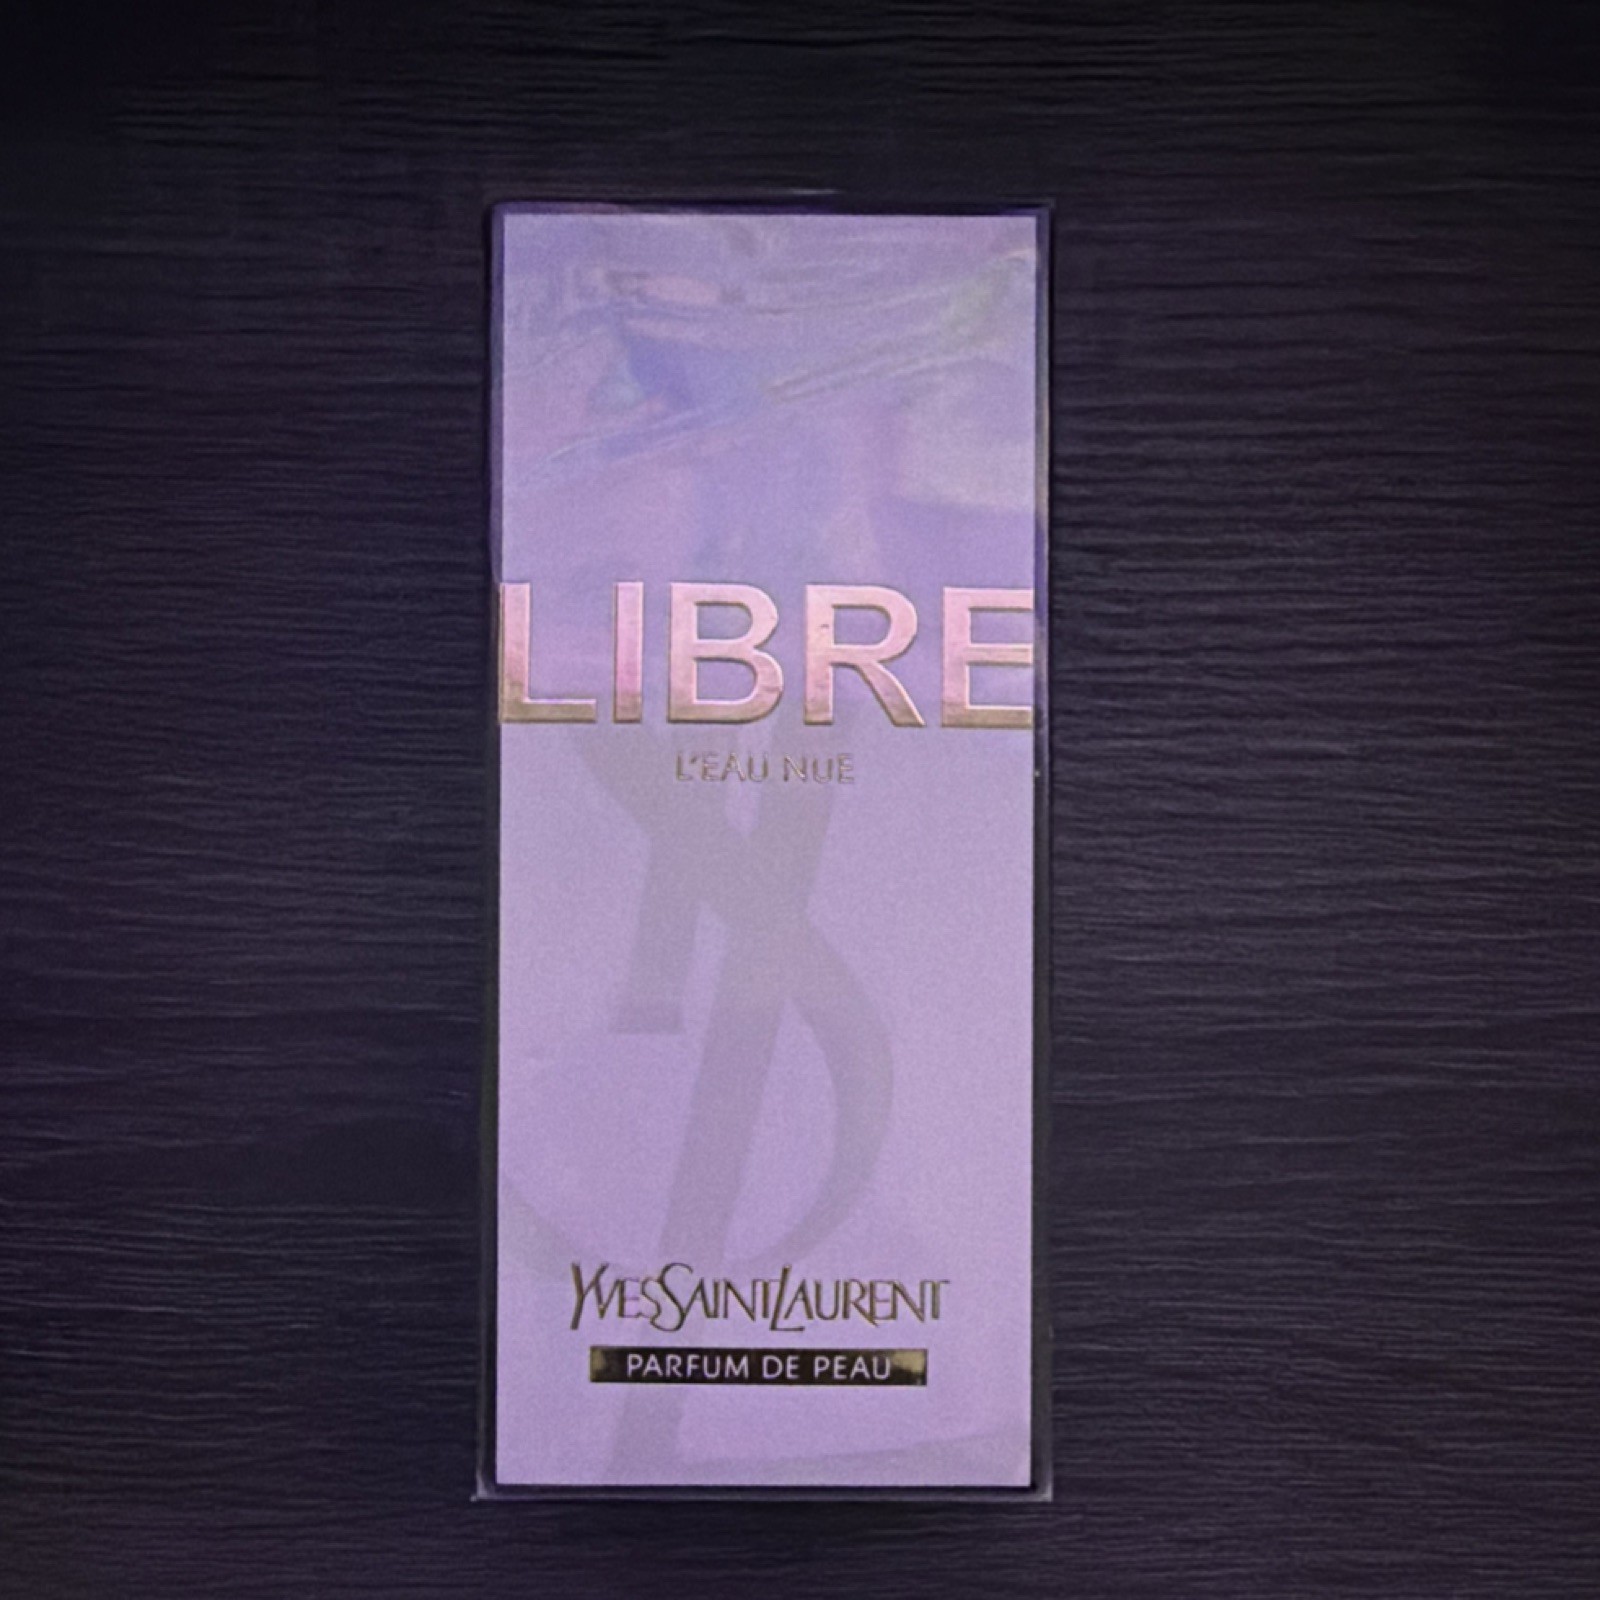 LIBRE
L'EAU NUE
YVESSAINTLAURENT
PARFUM DE PEAU